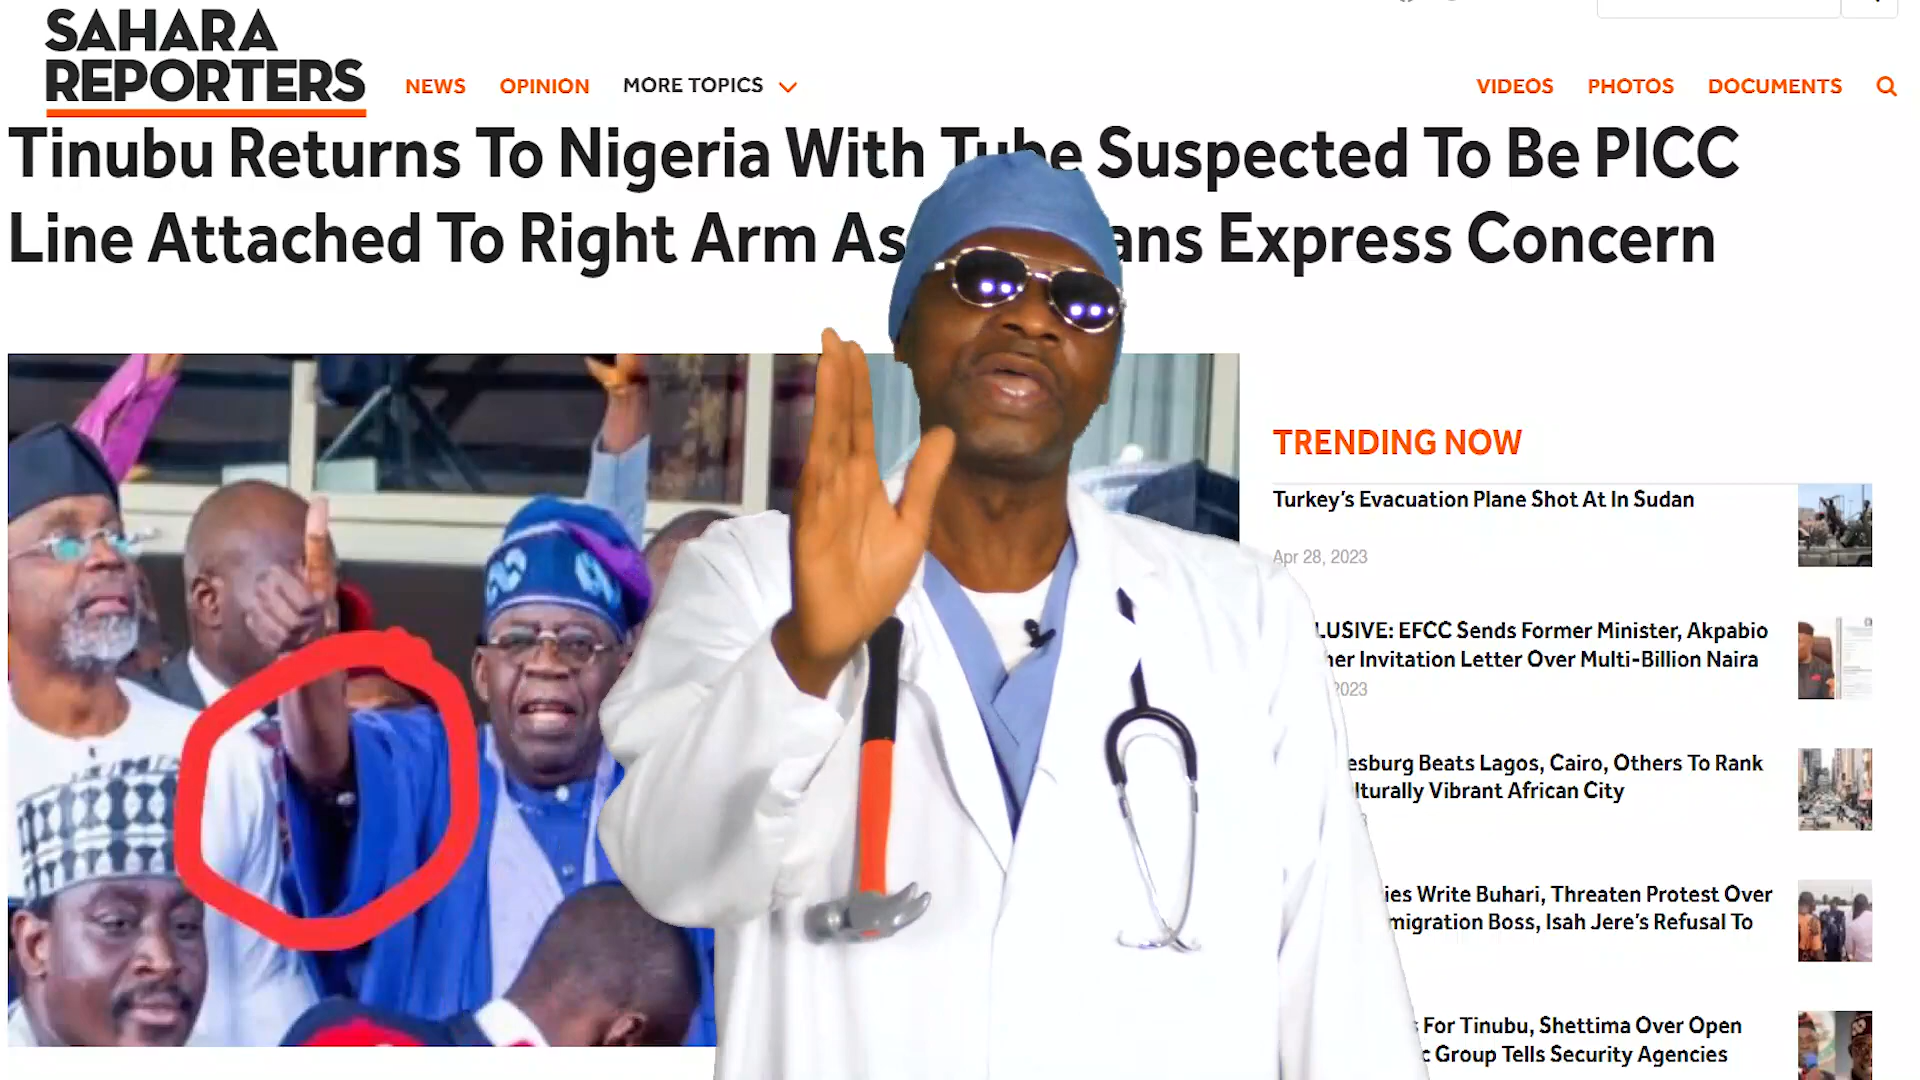 SAHARA
REPORTERS
NEWS OPINION MORE TOPICS
VIDEOS PHOTOS DOCUMENTS
Tinubu Returns To Nigeria With Tube Suspected To Be PICC
Line Attached To Right Arm As ans Express Concern
TRENDING NOW
Turkey's Evacuation Plane Shot At In Sudan
Apr 28, 2023
LUSIVE: EFCC Sends Former Minister, Akpabio
her Invitation Letter Over Multi-Billion Naira
2023
esburg Beats Lagos, Cairo, Others To Rank
lturally Vibrant African City
ies Write Buhari, Threaten Protest Over
migration Boss, Isah Jere's Refusal To
For Tinubu, Shettima Over Open
c Group Tells Security Agencies